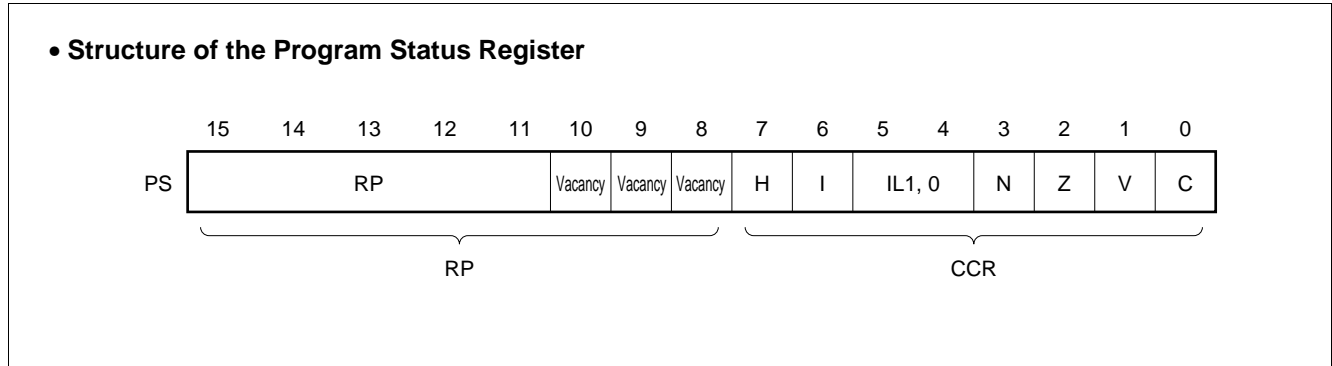 • Structure of the Program Status Register
15 14 13 12 11 10 9 8 7 6 5 4 3 2 1 0
PS RP Vacancy Vacancy Vacancy H I IL1, 0 N Z V C
RP CCR